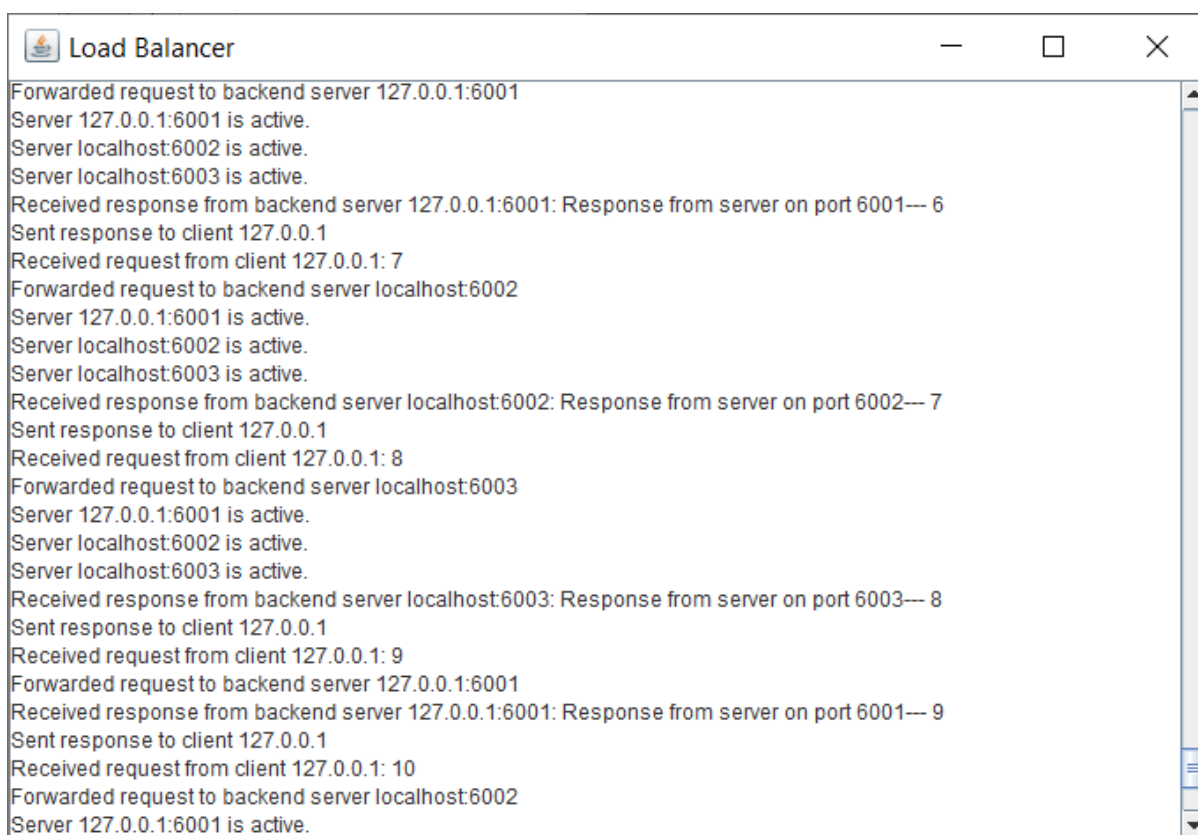 Load Balancer
Forwarded request to backend server 127.0.0.1:6001
Server 127.0.0.1:6001 is active.
Server localhost:6002 is active.
Server localhost:6003 is active.
Received response from backend server 127.0.0.1:6001: Response from server on port 6001--- 6
Sent response to client 127.0.0.1
Received request from client 127.0.0.1: 7
Forwarded request to backend server localhost:6002
Server 127.0.0.1:6001 is active.
Server localhost:6002 is active.
Server localhost:6003 is active.
Received response from backend server localhost:6002: Response from server on port 6002--- 7
Sent response to client 127.0.0.1
Received request from client 127.0.0.1: 8
Forwarded request to backend server localhost:6003
Server 127.0.0.1:6001 is active.
Server localhost:6002 is active.
Server localhost:6003 is active.
Received response from backend server localhost:6003: Response from server on port 6003--- 8
Sent response to client 127.0.0.1
Received request from client 127.0.0.1: 9
Forwarded request to backend server 127.0.0.1:6001
Received response from backend server 127.0.0.1:6001: Response from server on port 6001--- 9
Sent response to client 127.0.0.1
Received request from client 127.0.0.1: 10
Forwarded request to backend server localhost:6002
Server 127.0.0.1:6001 is active.